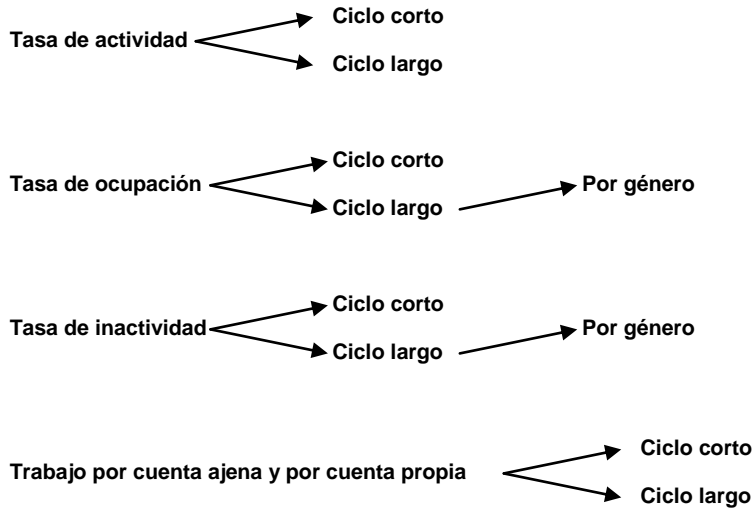 Ciclo corto
Tasa de actividad
Ciclo largo
Ciclo corto
Tasa de ocupación
Ciclo largo
Por género
Ciclo corto
Tasa de inactividad
Ciclo largo
Por género
Ciclo corto
Trabajo por cuenta ajena y por cuenta propia
Ciclo largo